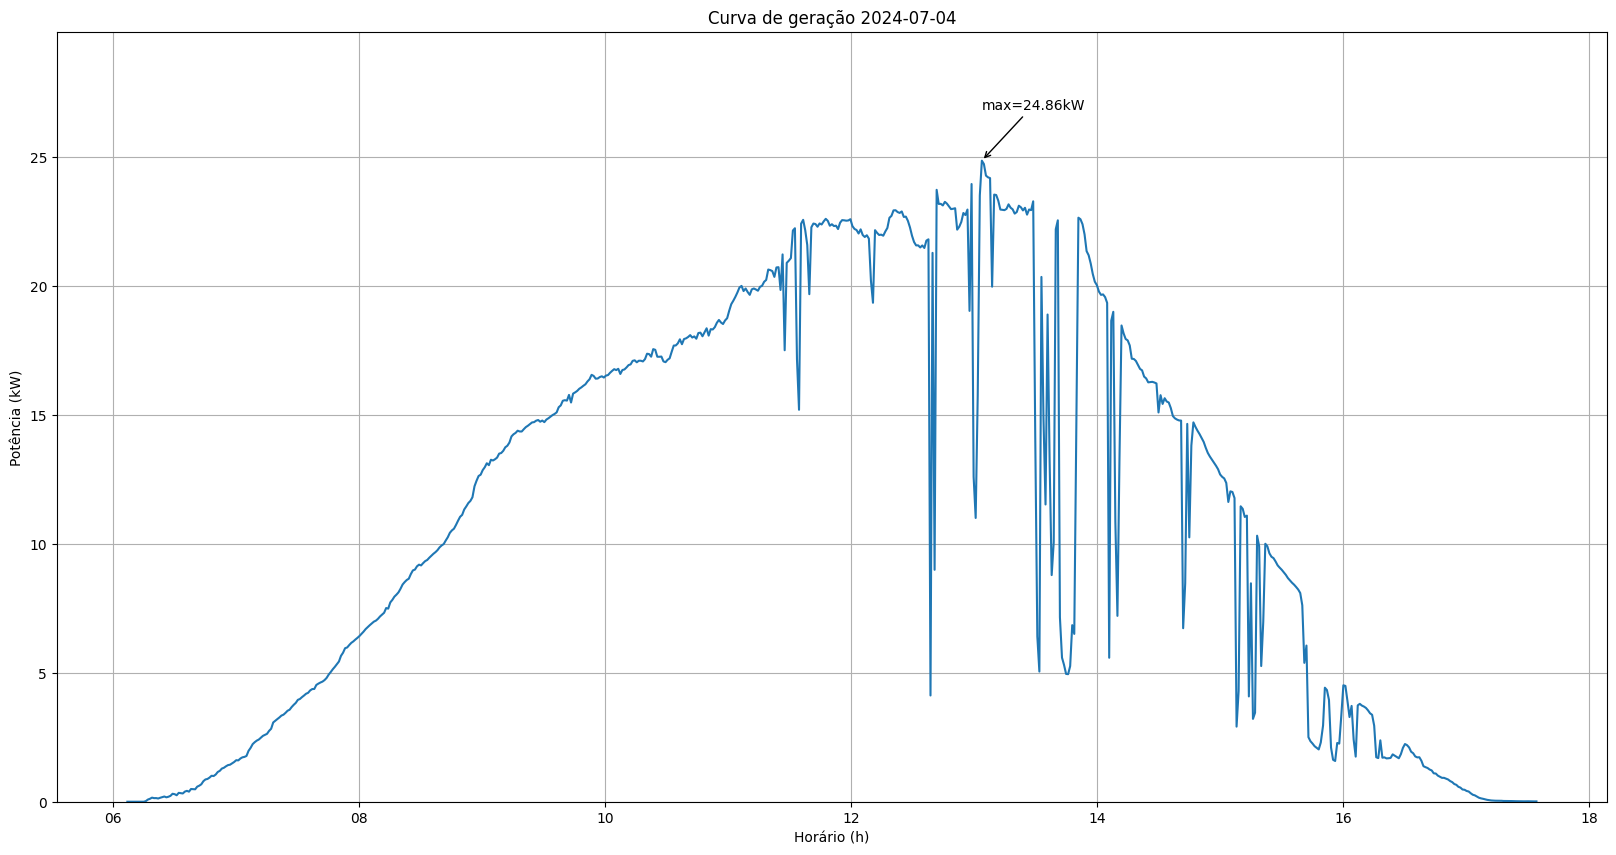 Curva de geração 2024-07-04
max=24.86kW
Potência (kW)
25
20
15
10
5
0
06 08 10 12 14 16 18
Horário (h)